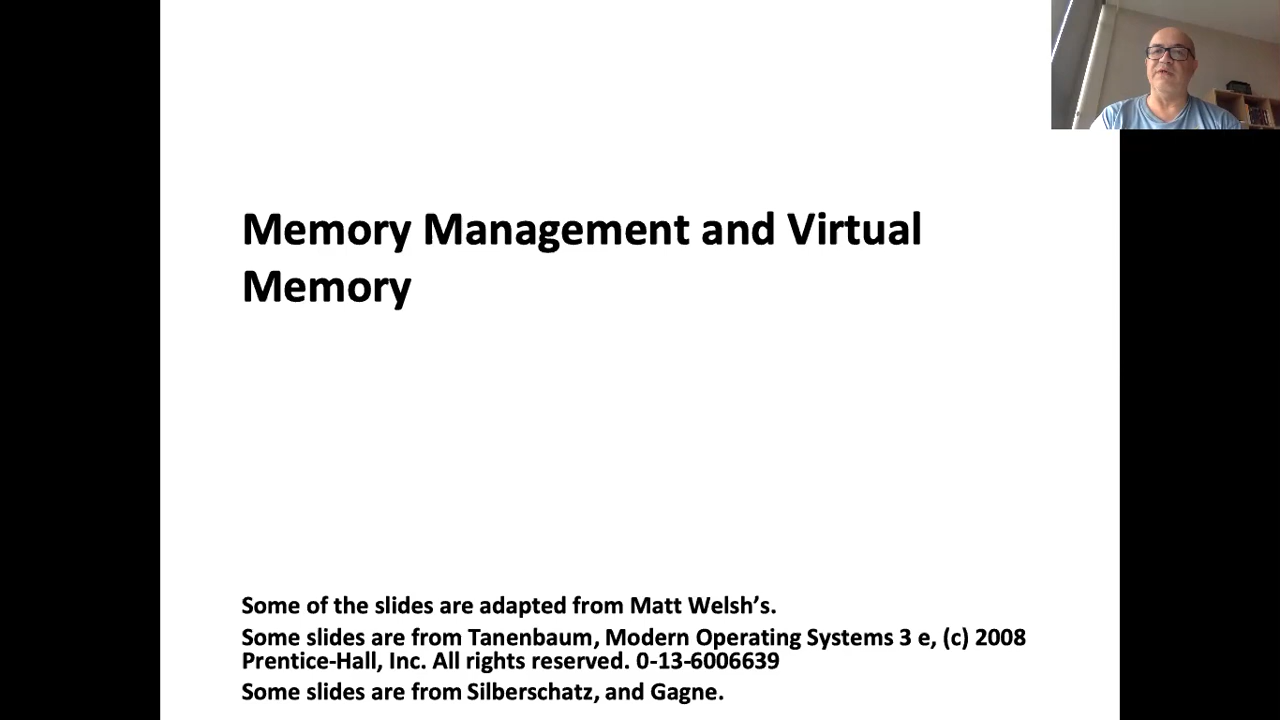 Memory Management and Virtual
Memory
Some of the slides are adapted from Matt Welsh’s.
Some slides are from Tanenbaum, Modern Operating Systems 3 e, (c) 2008
Prentice-Hall, Inc. All rights reserved. 0-13-6006639
Some slides are from Silberschatz, and Gagne.